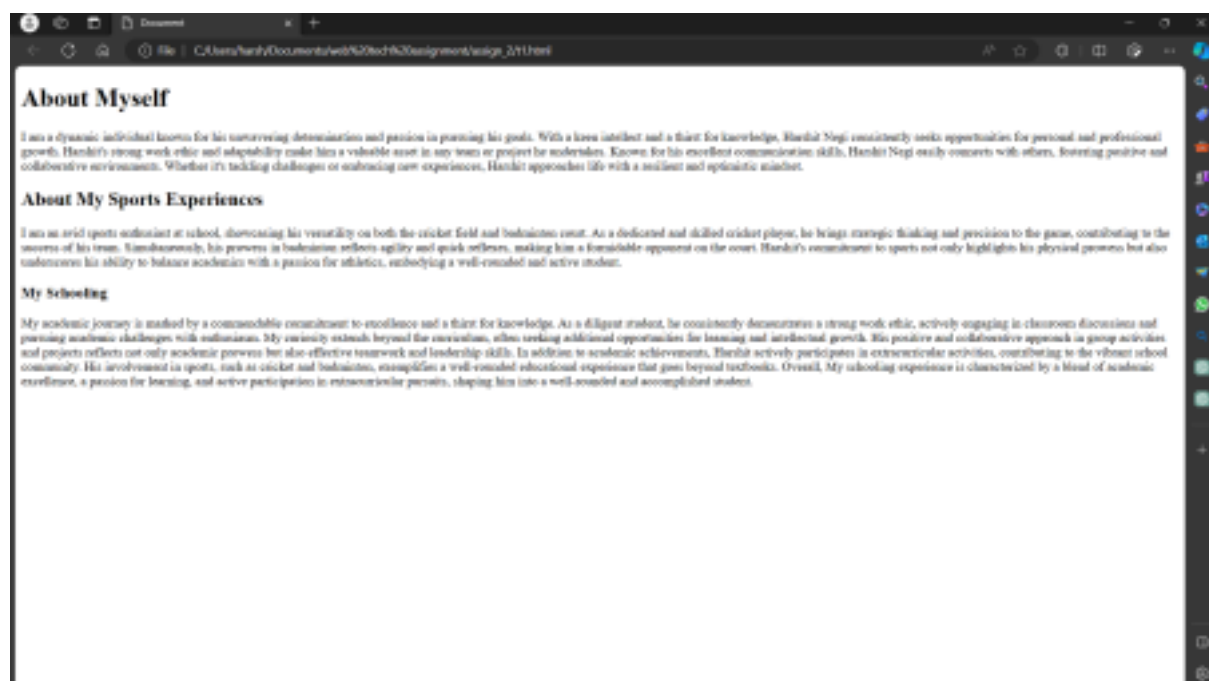 Document
File | C:/Users/harsh/Documents/web%20tech%20assignment/assign_2/H.html
About Myself
I am a dynamic individual known for his unwavering determination and passion in pursuing his goals. With a keen intellect and a thirst for knowledge, Harshit Negi consistently seeks opportunities for personal and professional
growth. Harshit's strong work ethic and adaptability make him a valuable asset in any team or project he undertakes. Known for his excellent communication skills, Harshit Negi easily connects with others, fostering positive and
collaborative environments. Whether it's tackling challenges or embracing new experiences, Harshit approaches life with a resilient and optimistic mindset.
About My Sports Experiences
I am an avid sports enthusiast at school, showcasing his versatility on both the cricket field and badminton court. As a dedicated and skilled cricket player, he brings strategic thinking and precision to the game, contributing to the
success of his team. Simultaneously, his prowess in badminton reflects agility and quick reflexes, making him a formidable opponent on the court. Harshit's commitment to sports not only highlights his physical prowess but also
underscores his ability to balance academics with a passion for athletics, embodying a well-rounded and active student.
My Schooling
My academic journey is marked by a commendable commitment to excellence and a thirst for knowledge. As a diligent student, he consistently demonstrates a strong work ethic, actively engaging in classroom discussions and
pursuing academic challenges with enthusiasm. My curiosity extends beyond the curriculum, often seeking additional opportunities for learning and intellectual growth. His positive and collaborative approach in group activities
and projects reflects not only academic prowess but also effective teamwork and leadership skills. In addition to academic achievements, Harshit actively participates in extracurricular activities, contributing to the vibrant school
community. His involvement in sports, such as cricket and badminton, exemplifies a well-rounded educational experience that goes beyond textbooks. Overall, My schooling experience is characterized by a blend of academic
excellence, a passion for learning, and active participation in extracurricular pursuits, shaping him into a well-rounded and accomplished student.